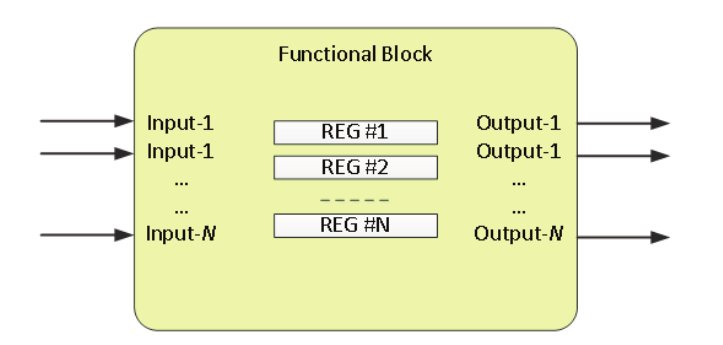 Functional Block
Input-1
REG #1
Output-1
Input-1
REG #2
Output-1
...
...
...
-----
...
Input-N
REG #N
Output-N